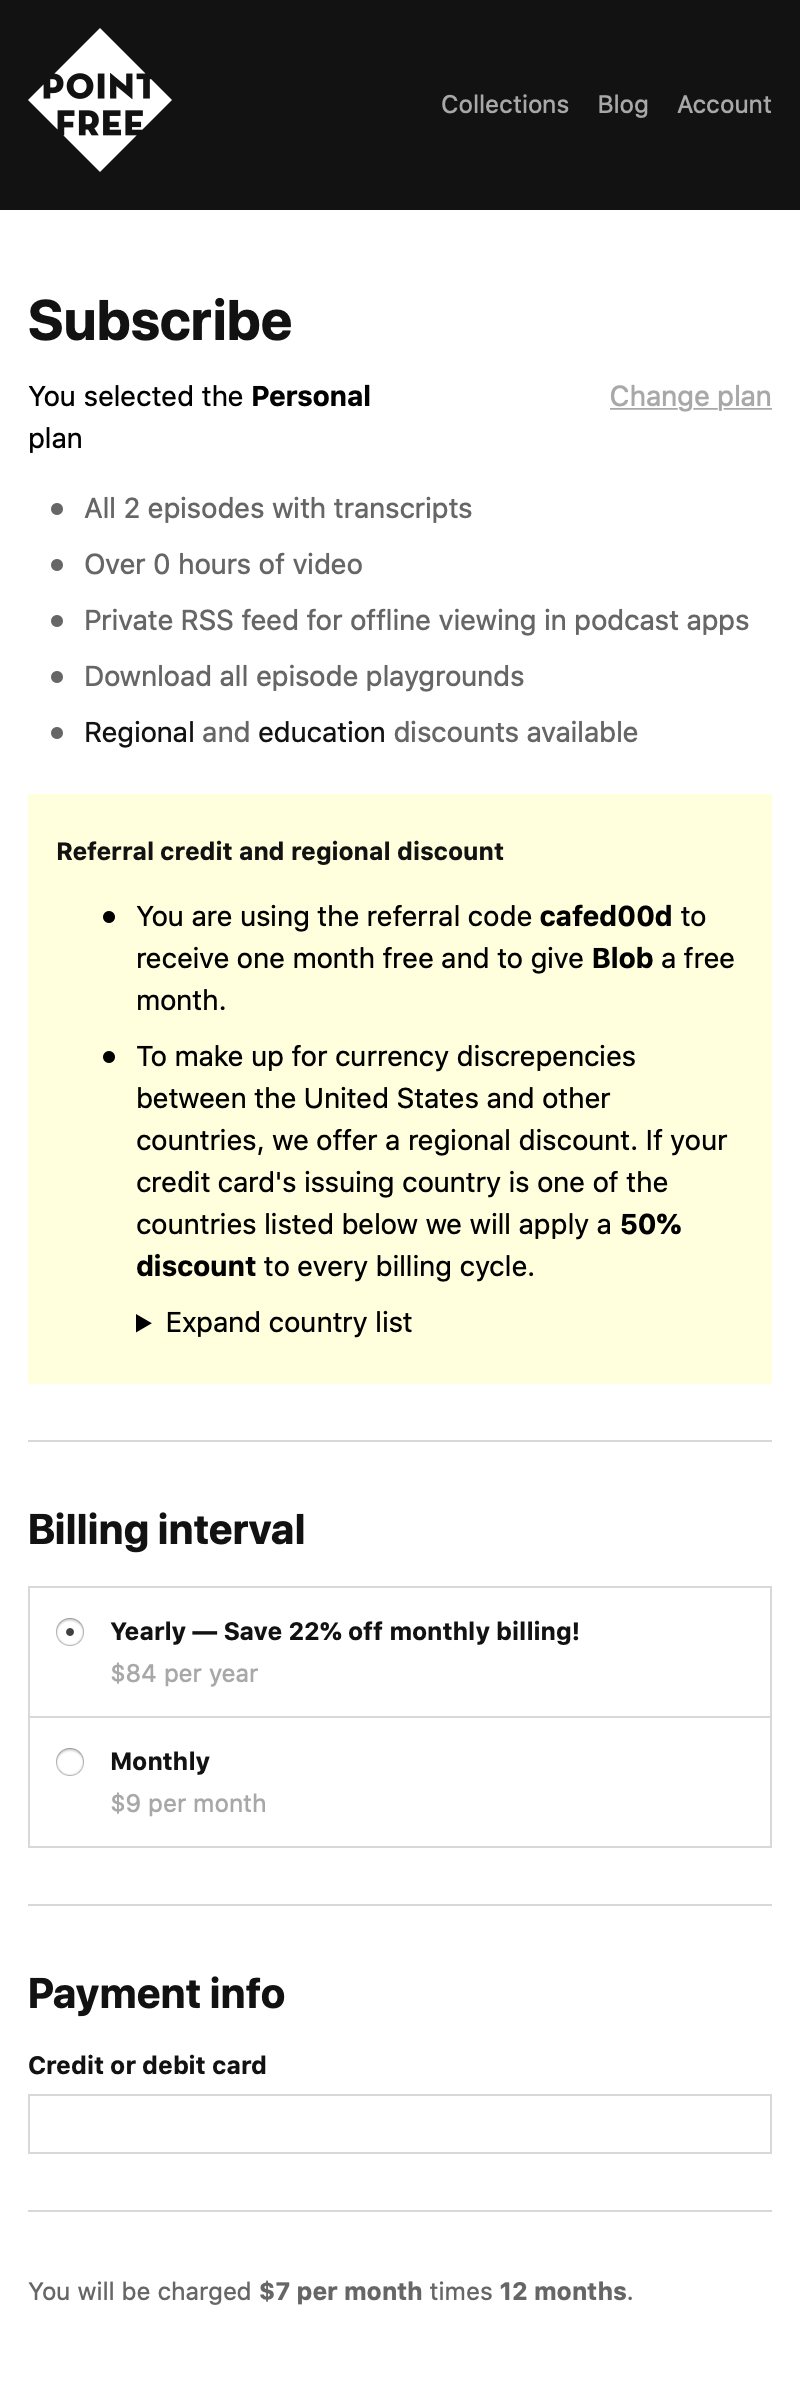 POINT
FREE
Collections Blog Account
Subscribe
You selected the Personal
plan
Change plan
All 2 episodes with transcripts
Over 0 hours of video
Private RSS feed for offline viewing in podcast apps
Download all episode playgrounds
Regional and education discounts available
Referral credit and regional discount
You are using the referral code cafed00d to
receive one month free and to give Blob a free
month.
To make up for currency discrepencies
between the United States and other
countries, we offer a regional discount. If your
credit card's issuing country is one of the
countries listed below we will apply a 50%
discount to every billing cycle.
Expand country list
Billing interval
Yearly — Save 22% off monthly billing!
$84 per year
Monthly
$9 per month
Payment info
Credit or debit card
You will be charged $7 per month times 12 months.